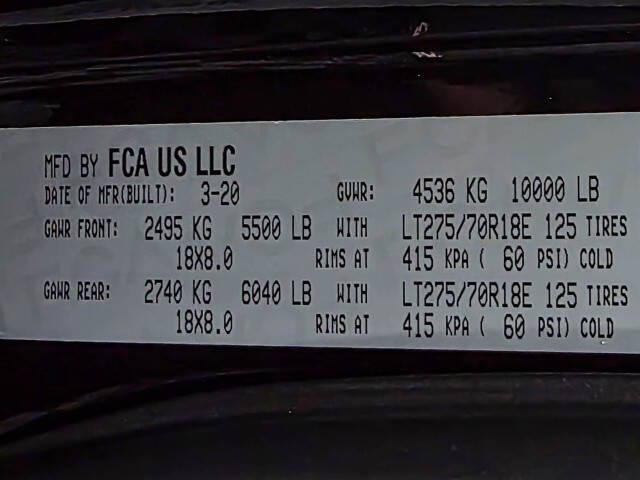 MFD BY FCA US LLC
DATE OF MFR(BUILT): 3-20 GVWR: 4536 KG 10000 LB
GAWR FRONT: 2495 KG 5500 LB WITH LT275/70R18E 125 TIRES
18X8.0 RIMS AT 415 KPA ( 60 PSI) COLD
GAWR REAR: 2740 KG 6040 LB WITH LT275/70R18E 125 TIRES
18X8.0 RIMS AT 415 KPA ( 60 PSI) COLD